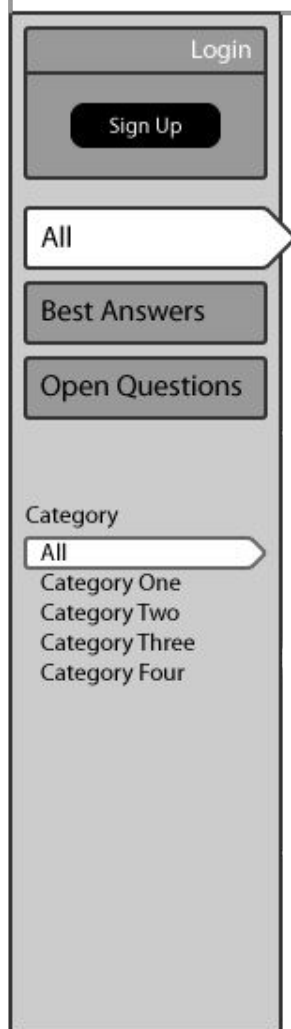 Login
Sign Up
All
Best Answers
Open Questions
Category
All
Category One
Category Two
Category Three
Category Four